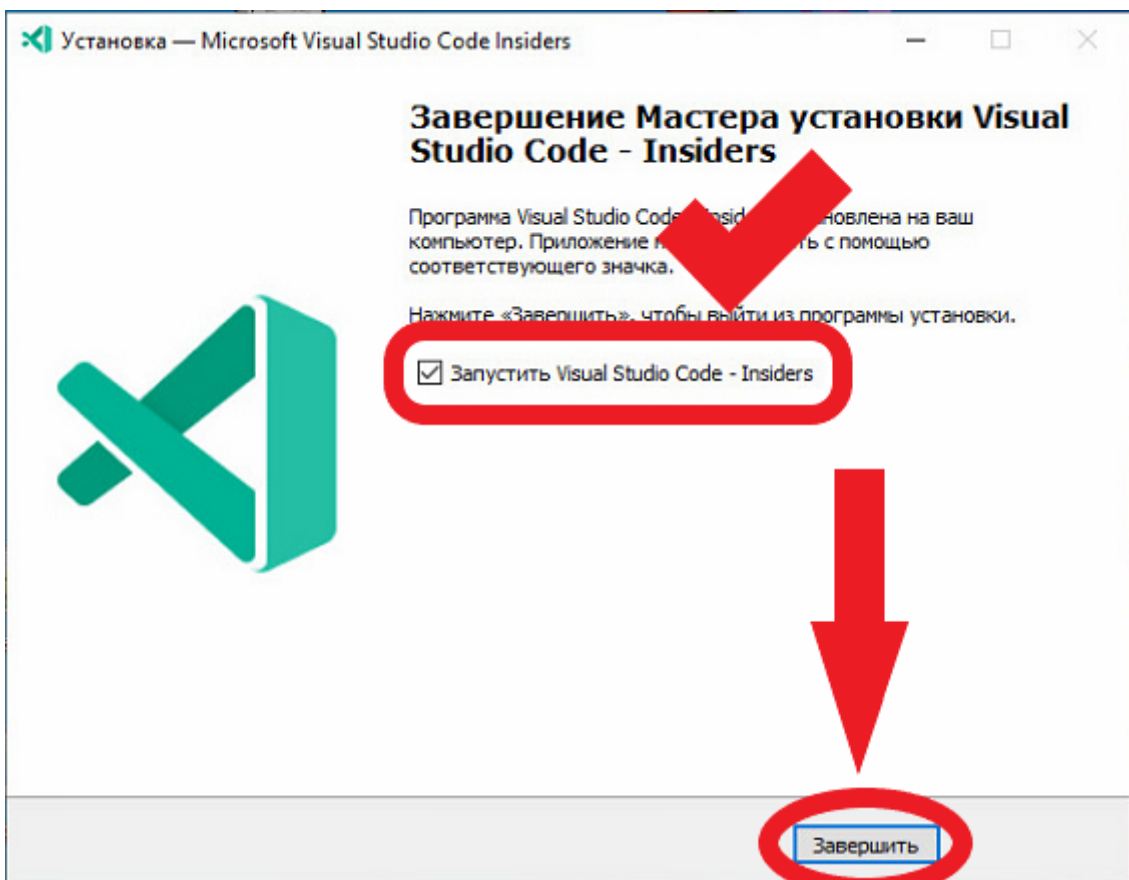 Установка — Microsoft Visual Studio Code Insiders
Завершение Мастера установки Visual
Studio Code - Insiders
Программа Visual Studio Code на ваш
компьютер. Приложение с помощью
соответствующего значка.
Нажмите «Завершить», чтобы выйти из программы установки.
Запустить Visual Studio Code - Insiders
Завершить